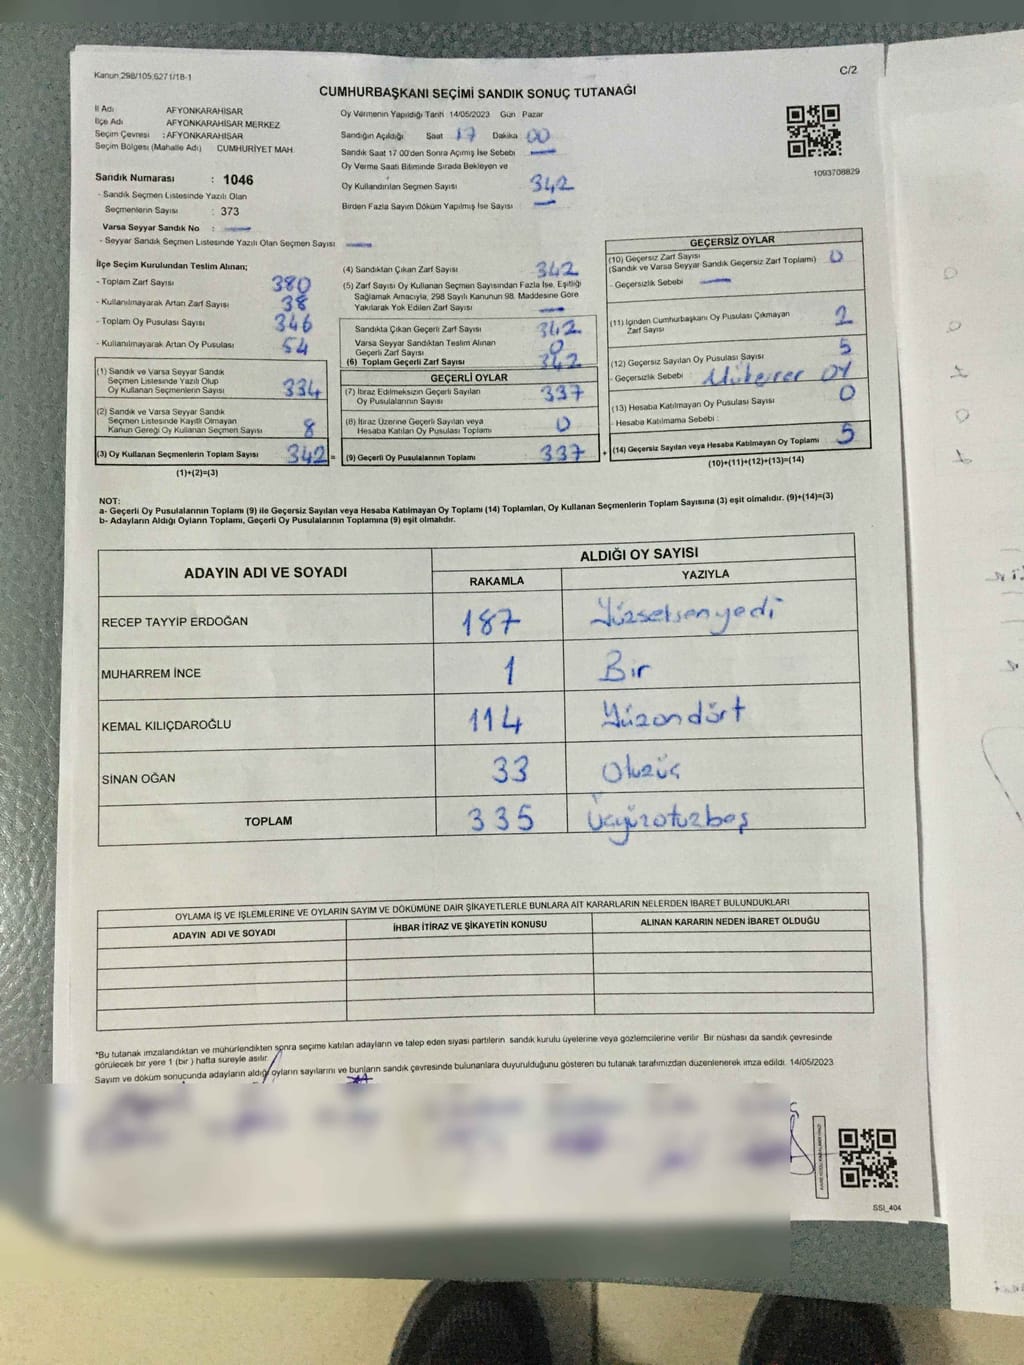 Kanun 298/105,6271/18-1
C/2
CUMHURBAŞKANI SEÇİMİ SANDIK SONUÇ TUTANAĞI
İl Adı AFYONKARAHİSAR
İlçe Adı AFYONKARAHİSAR MERKEZ
Seçim Çevresi : AFYONKARAHİSAR
Seçim Bölgesi (Mahalle Adı) CUMHURİYET MAH.
Sandık Numarası : 1046
- Sandık Seçmen Listesinde Yazılı Olan
Seçmenlerin Sayısı : 373
Varsa Seyyar Sandık No :
- Seyyar Sandık Seçmen Listesinde Yazılı Olan Seçmen Sayısı
Oy Vermenin Yapıldığı Tarih 14/05/2023 Gün : Pazar
Sandığın Açıldığı Saat 17 Dakika 00
Sandık Saat 17 00'den Sonra Açımış İse Sebebi
Oy Verme Saati Bitiminde Sırada Bekleyen ve
Oy Kullandırılan Seçmen Sayısı 342
Birden Fazla Sayım Döküm Yapılmış İse Sayısı
1093708829
İlçe Seçim Kurulundan Teslim Alınan;
- Toplam Zarf Sayısı 380
- Kullanılmayarak Artan Zarf Sayısı 38
- Toplam Oy Pusulası Sayısı 346
- Kullanılmayarak Artan Oy Pusulası 54
(1) Sandık ve Varsa Seyyar Sandık
Seçmen Listesinde Yazılı Olup
Oy Kullanan Seçmenlerin Sayısı 334
(2) Sandık ve Varsa Seyyar Sandık
Seçmen Listesinde Kayıtlı Olmayan
Kanun Gereği Oy Kullanan Seçmen Sayısı 8
(3) Oy Kullanan Seçmenlerin Toplam Sayısı 342 =
(1)+(2)=(3)
(4) Sandıktan Çıkan Zarf Sayısı 342
(5) Zarf Sayısı Oy Kullanan Seçmen Sayısından Fazla İse, Eşitliği
Sağlamak Amacıyla, 298 Sayılı Kanunun 98. Maddesine Göre
Yakılarak Yok Edilen Zarf Sayısı
Sandıkta Çıkan Geçerli Zarf Sayısı 342
Varsa Seyyar Sandıktan Teslim Alınan
Geçerli Zarf Sayısı 0
(6) Toplam Geçerli Zarf Sayısı 342
GEÇERLİ OYLAR
(7) İtiraz Edilmeksizin Geçerli Sayılan
Oy Pusulalarının Sayısı 337
(8) İtiraz Üzerine Geçerli Sayılan veya
Hesaba Katılan Oy Pusulası Toplamı 0
(9) Geçerli Oy Pusulalarının Toplamı 337 +
GEÇERSİZ OYLAR
(10) Geçersiz Zarf Sayısı
(Sandık ve Varsa Seyyar Sandık Geçersiz Zarf Toplamı) 0
- Geçersizlik Sebebi
(11) İçinden Cumhurbaşkanı Oy Pusulası Çıkmayan
Zarf Sayısı 2
(12) Geçersiz Sayılan Oy Pusulası Sayısı 5
- Geçersizlik Sebebi Mükerrer oy
(13) Hesaba Katılmayan Oy Pusulası Sayısı 0
- Hesaba Katılmama Sebebi :
(14) Geçersiz Sayılan veya Hesaba Katılmayan Oy Toplamı 5
(10)+(11)+(12)+(13)=(14)
NOT:
a- Geçerli Oy Pusulalarının Toplamı (9) ile Geçersiz Sayılan veya Hesaba Katılmayan Oy Toplamı (14) Toplamları, Oy Kullanan Seçmenlerin Toplam Sayısına (3) eşit olmalıdır. (9)+(14)=(3)
b- Adayların Aldığı Oyların Toplamı, Geçerli Oy Pusulalarının Toplamına (9) eşit olmalıdır.
ADAYIN ADI VE SOYADI
ALDIĞI OY SAYISI
RAKAMLA YAZIYLA
RECEP TAYYİP ERDOĞAN 187 Yüzseksenyedi
MUHARREM İNCE 1 Bir
KEMAL KILIÇDAROĞLU 114 Yüzondört
SİNAN OĞAN 33 Otuzüç
TOPLAM 335 Üçyüzotuzbeş
OYLAMA İŞ VE İŞLEMLERİNE VE OYLARIN SAYIM VE DÖKÜMÜNE DAİR ŞİKAYETLERLE BUNLARA AİT KARARLARIN NELERDEN İBARET BULUNDUKLARI
ADAYIN ADI VE SOYADI İHBAR İTİRAZ VE ŞİKAYETİN KONUSU ALINAN KARARIN NEDEN İBARET OLDUĞU
*Bu tutanak imzalandıktan ve mühürlendikten sonra seçime katılan adayların ve talep eden siyasi partilerin sandık kurulu üyelerine veya gözlemcilerine verilir. Bir nüshası da sandık çevresinde
görülecek bir yere 1 (bir) hafta süreyle asılır.
Sayım ve döküm sonucunda adayların aldığı oyların sayılarını ve bunların sandık çevresinde bulunanlara duyurulduğunu gösteren bu tutanak tarafımızdan düzenlenerek imza edildi. 14/05/2023
SSI_404